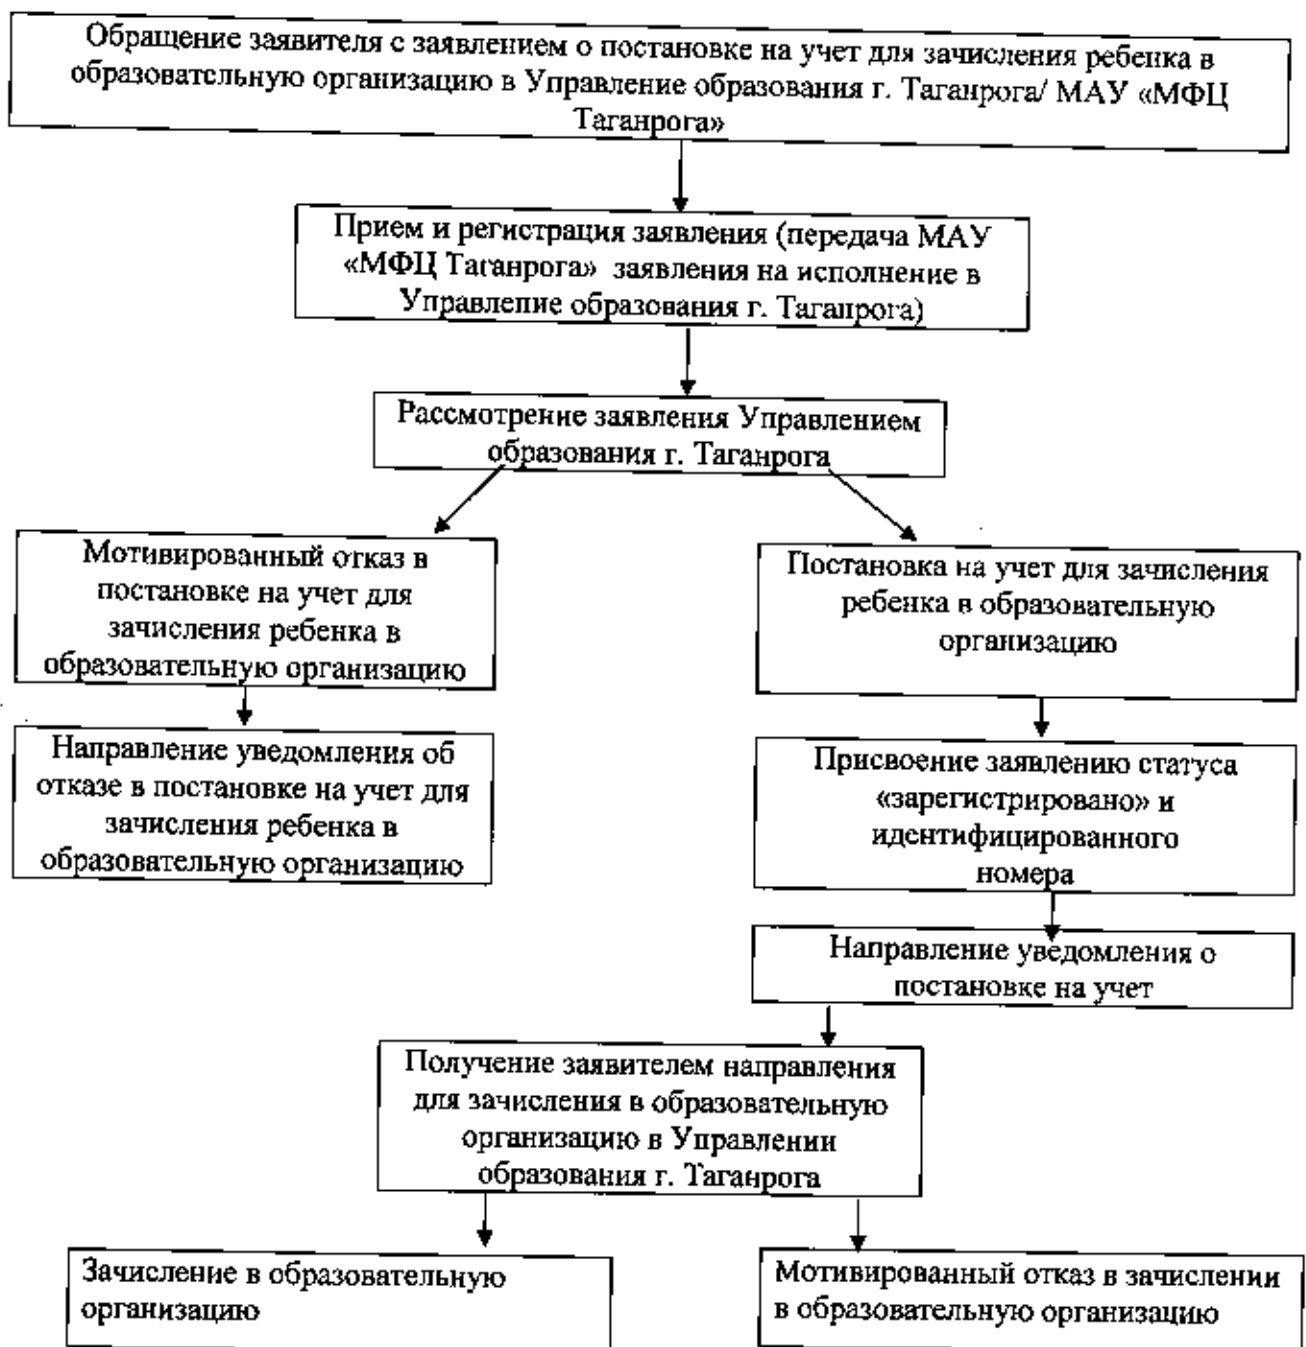 Обращение заявителя с заявлением о постановке на учет для зачисления ребенка в
образовательную организацию в Управление образования г. Таганрога/ МАУ «МФЦ
Таганрога»
Прием и регистрация заявления (передача МАУ
«МФЦ Таганрога» заявления на исполнение в
Управление образования г. Таганрога)
Рассмотрение заявления Управлением
образования г. Таганрога
Мотивированный отказ в
постановке на учет для
зачисления ребенка в
образовательную организацию
Постановка на учет для зачисления
ребенка в образовательную
организацию
Направление уведомления об
отказе в постановке на учет для
зачисления ребенка в
образовательную организацию
Присвоение заявлению статуса
«зарегистрировано» и
идентифицированного
номера
Направление уведомления о
постановке на учет
Получение заявителем направления
для зачисления в образовательную
организацию в Управлении
образования г. Таганрога
Зачисление в образовательную
организацию
Мотивированный отказ в зачислении
в образовательную организацию